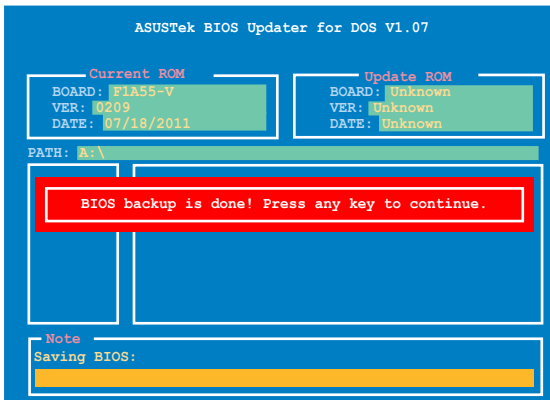 ASUSTek BIOS Updater for DOS V1.07
Current ROM
BOARD: F1A55-V
VER: 0209
DATE: 07/18/2011
Update ROM
BOARD: Unknown
VER: Unknown
DATE: Unknown
PATH: A:\
BIOS backup is done! Press any key to continue.
Note
Saving BIOS: